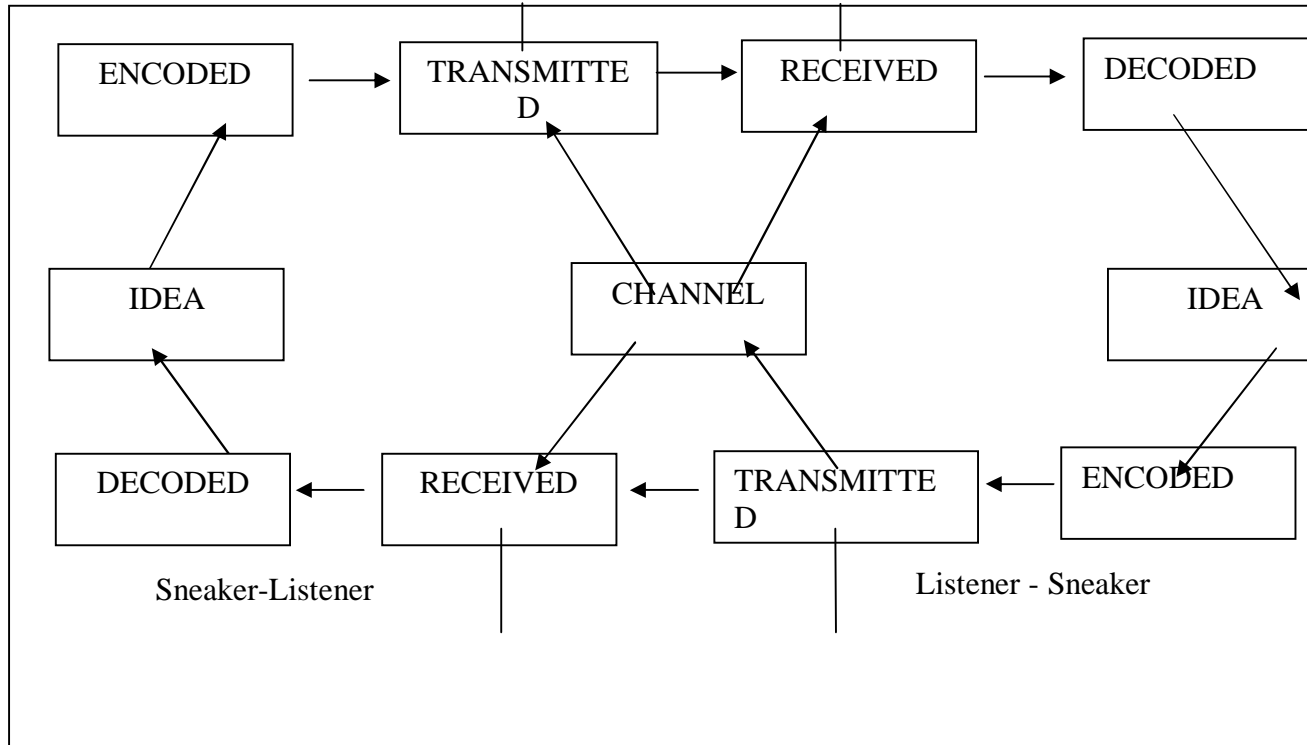 ENCODED
TRANSMITTE
D
RECEIVED
DECODED
IDEA
CHANNEL
IDEA
DECODED
RECEIVED
TRANSMITTE
D
ENCODED
Sneaker-Listener
Listener - Sneaker